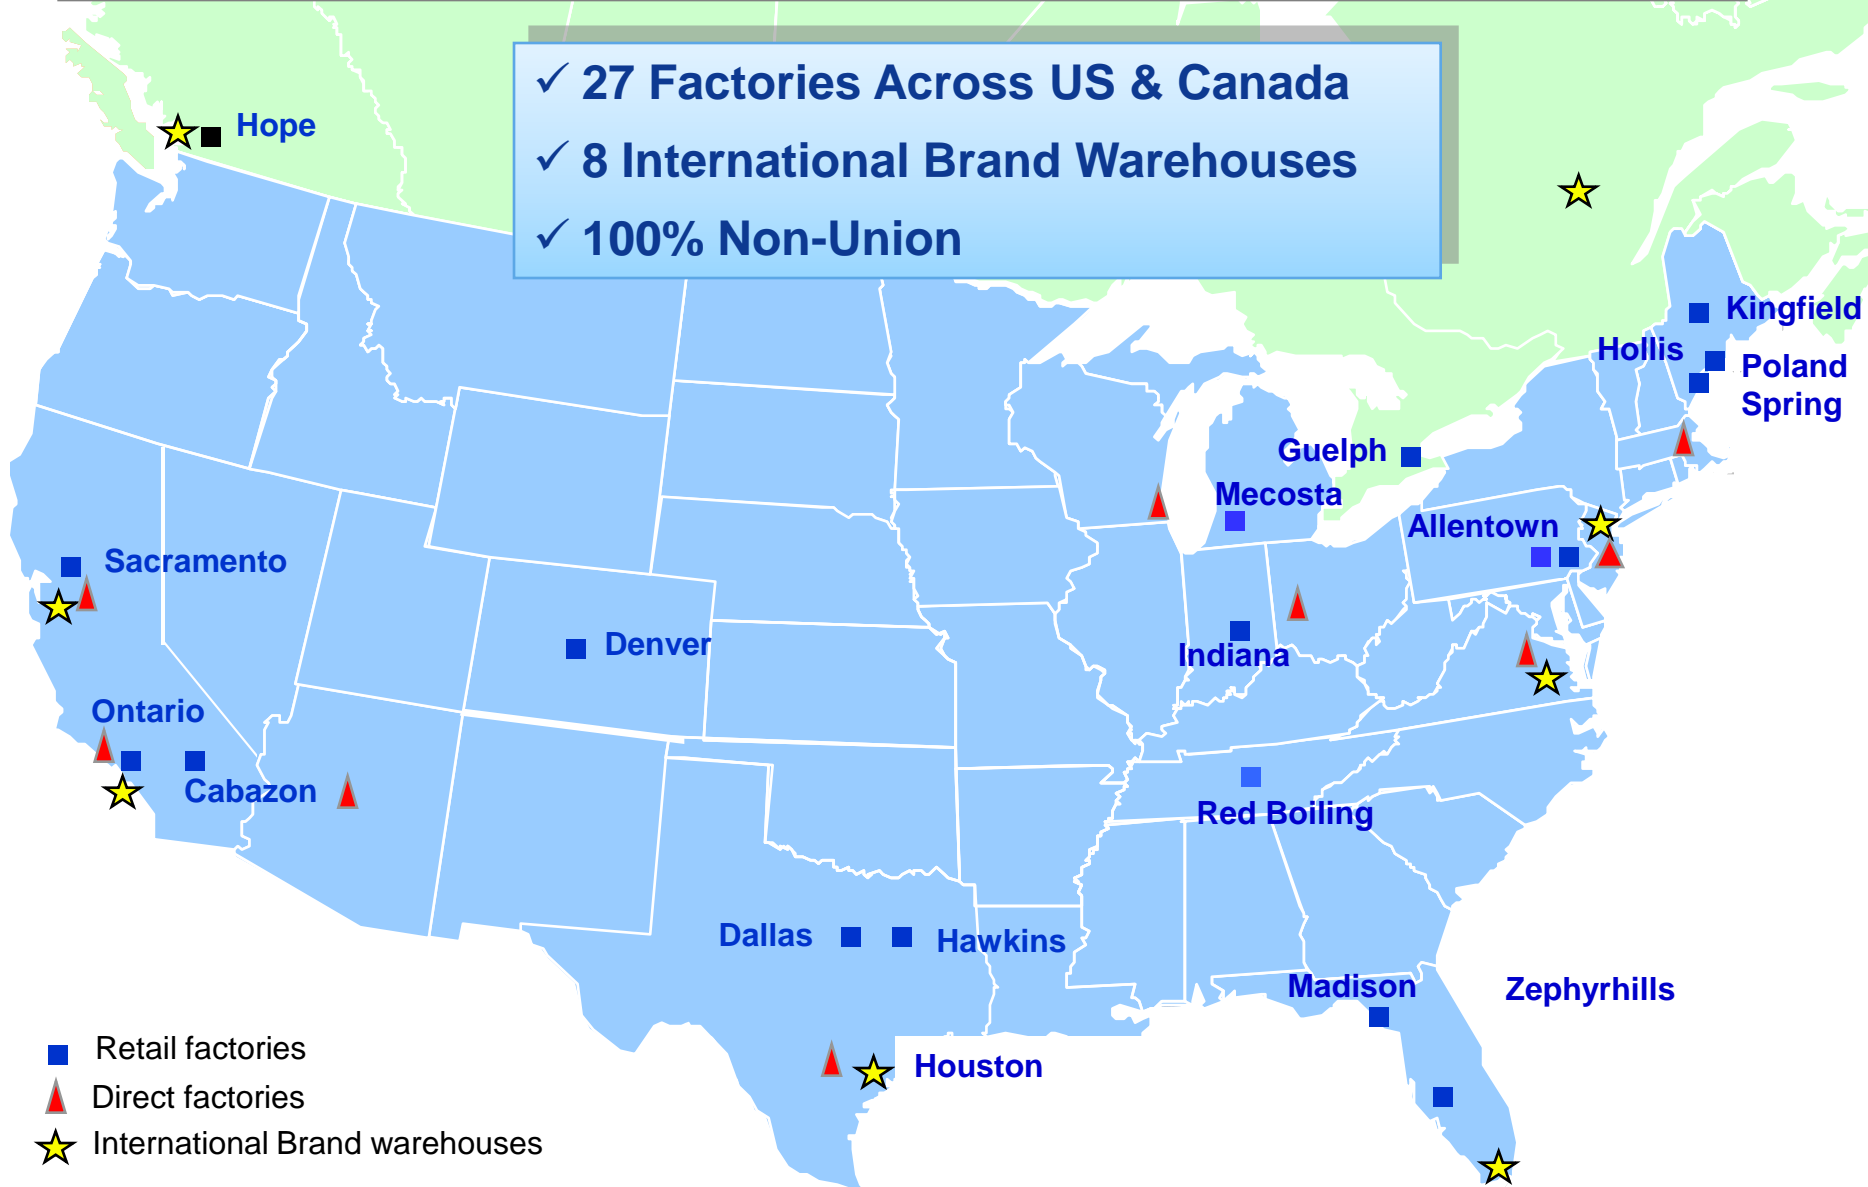 ✓ 27 Factories Across US & Canada
✓ 8 International Brand Warehouses
✓ 100% Non-Union
Hope
Kingfield
Hollis
Poland
Spring
Guelph
Mecosta
Allentown
Sacramento
Denver
Indiana
Ontario
Cabazon
Red Boiling
Dallas
Hawkins
Madison
Zephyrhills
Houston
Retail factories
Direct factories
International Brand warehouses